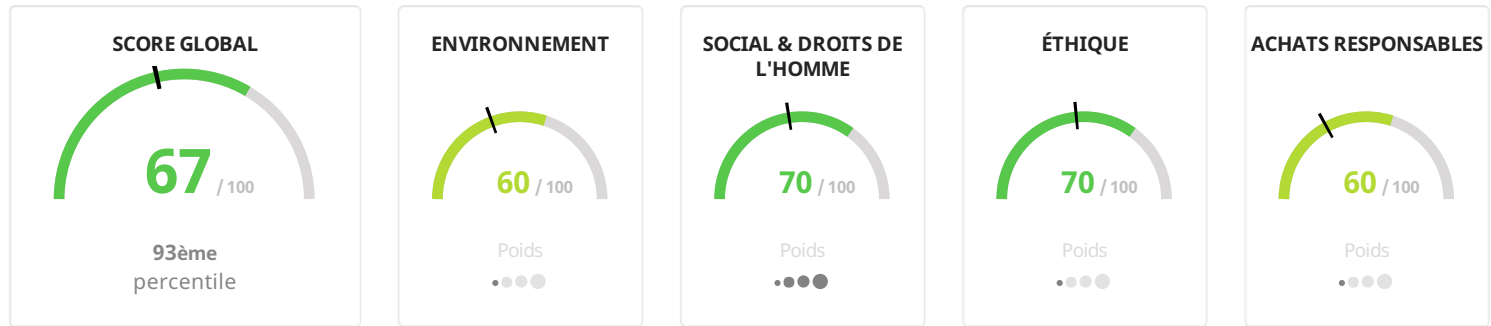 SCORE GLOBAL
67 / 100
93ème
percentile
ENVIRONNEMENT
60 / 100
Poids
SOCIAL & DROITS DE
L'HOMME
70 / 100
Poids
ÉTHIQUE
70 / 100
Poids
ACHATS RESPONSABLES
60 / 100
Poids